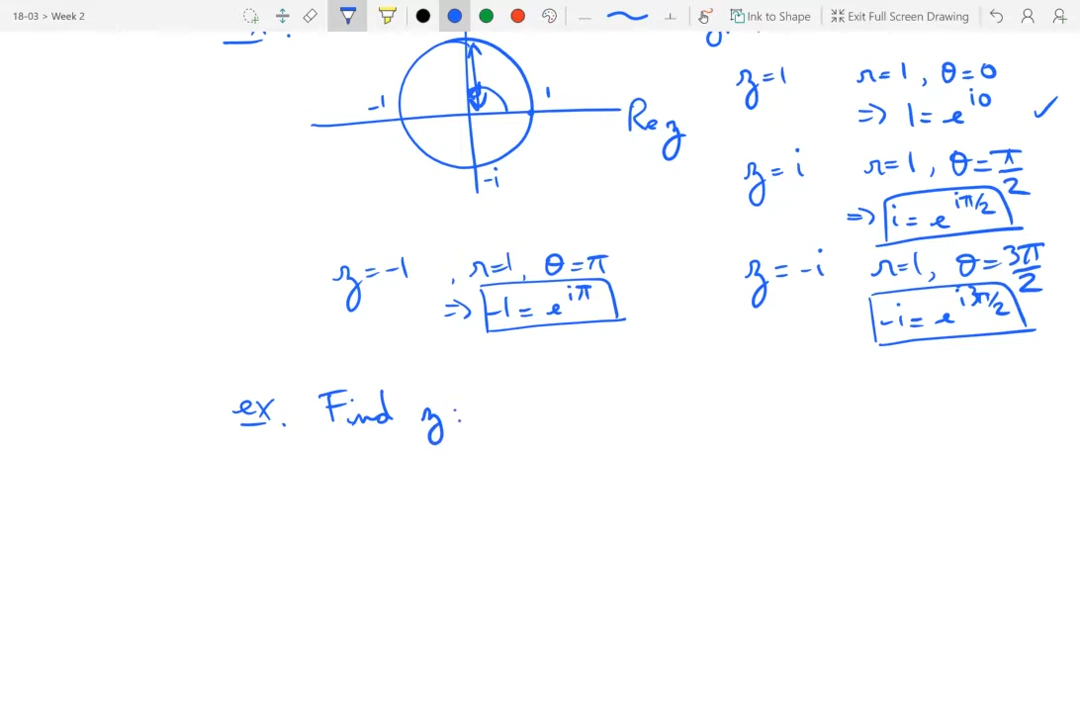 18-03 > Week 2
Ink to Shape
Exit Full Screen Drawing
-1
1
Re z
-i
z = 1 r = 1 , θ = 0
=> 1 = e^{i0} ✓
z = i r = 1 , θ = π/2
=> i = e^{iπ/2}
z = -1 , r = 1, θ = π
=> -1 = e^{iπ}
z = -i r = 1, θ = 3π/2
-i = e^{i3π/2}
ex. Find z: